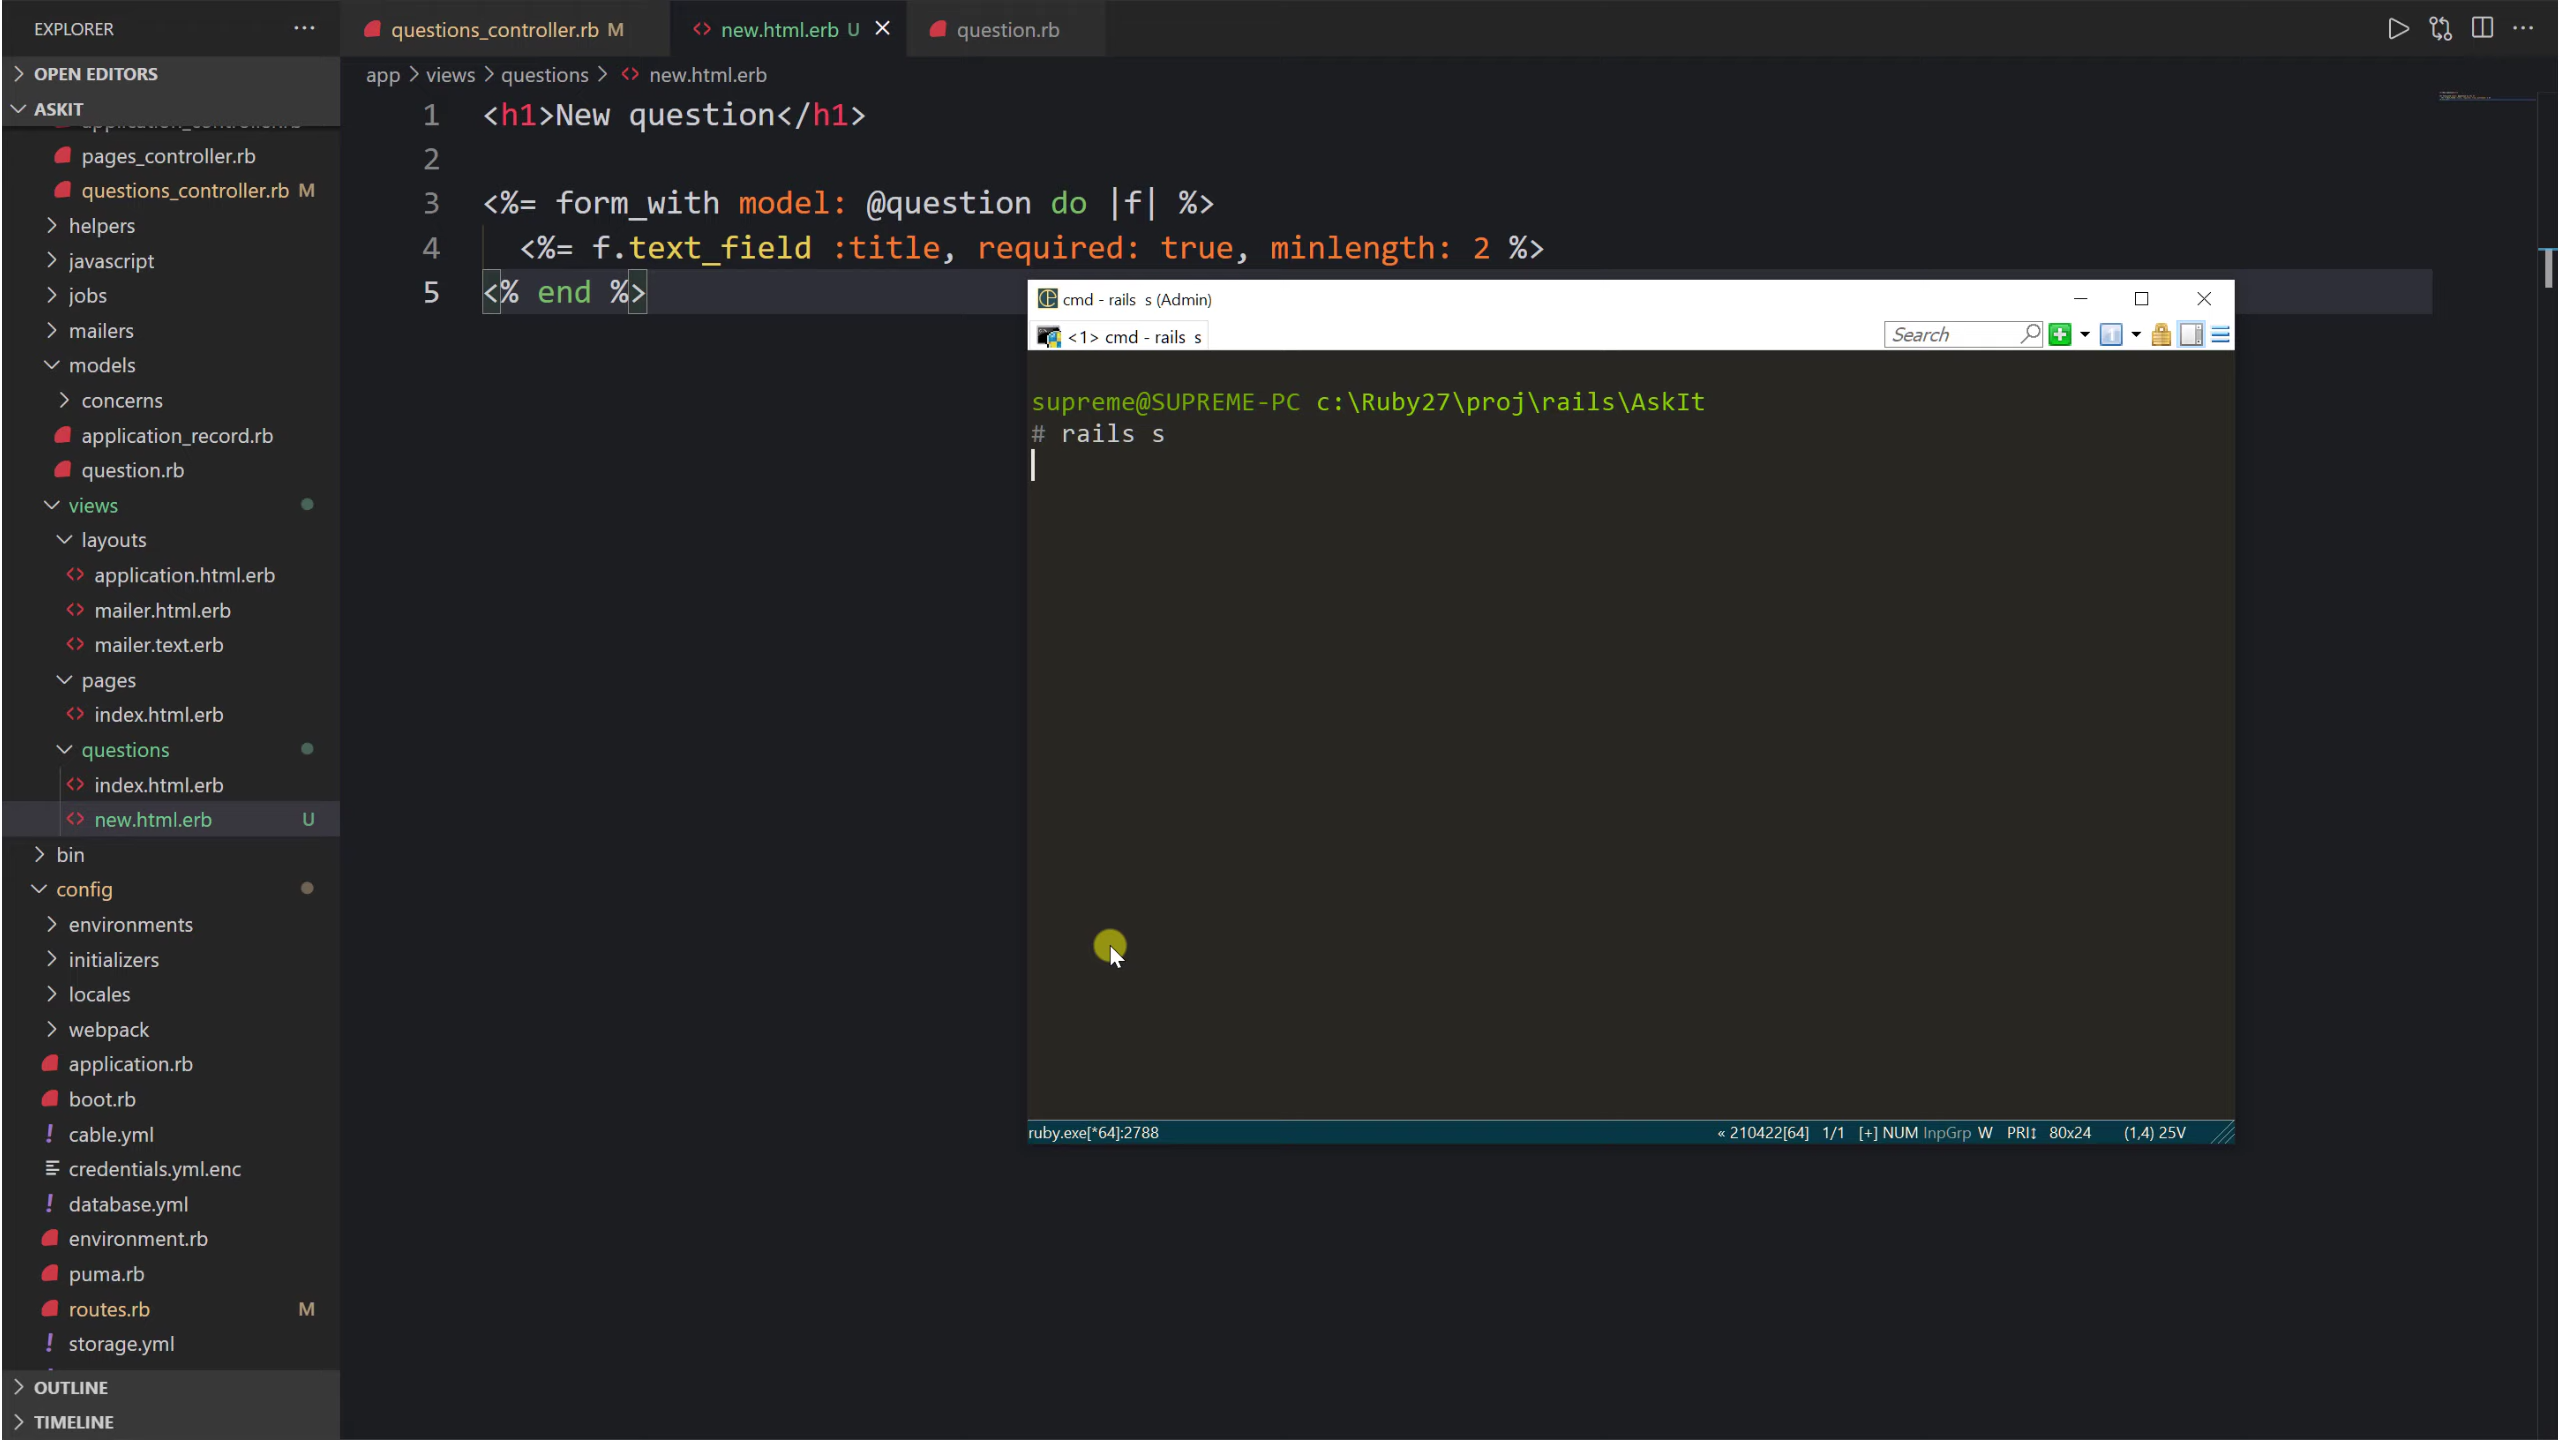 EXPLORER
OPEN EDITORS
ASKIT
application_controller.rb
pages_controller.rb
questions_controller.rb M
helpers
javascript
jobs
mailers
models
concerns
application_record.rb
question.rb
views
layouts
application.html.erb
mailer.html.erb
mailer.text.erb
pages
index.html.erb
questions
index.html.erb
new.html.erb U
bin
config
environments
initializers
locales
webpack
application.rb
boot.rb
cable.yml
credentials.yml.enc
database.yml
environment.rb
puma.rb
routes.rb M
storage.yml
OUTLINE
TIMELINE
questions_controller.rb M
new.html.erb U
question.rb
app > views > questions > <> new.html.erb
1 <h1>New question</h1>
2
3 <%= form_with model: @question do |f| %>
4 <%= f.text_field :title, required: true, minlength: 2 %>
5 <% end %>
cmd - rails s (Admin)
<1> cmd - rails s
Search
supreme@SUPREME-PC c:\Ruby27\proj\rails\AskIt
# rails s
ruby.exe[*64]:2788
« 210422[64] 1/1 [+] NUM InpGrp W PRI↕ 80x24 (1,4) 25V